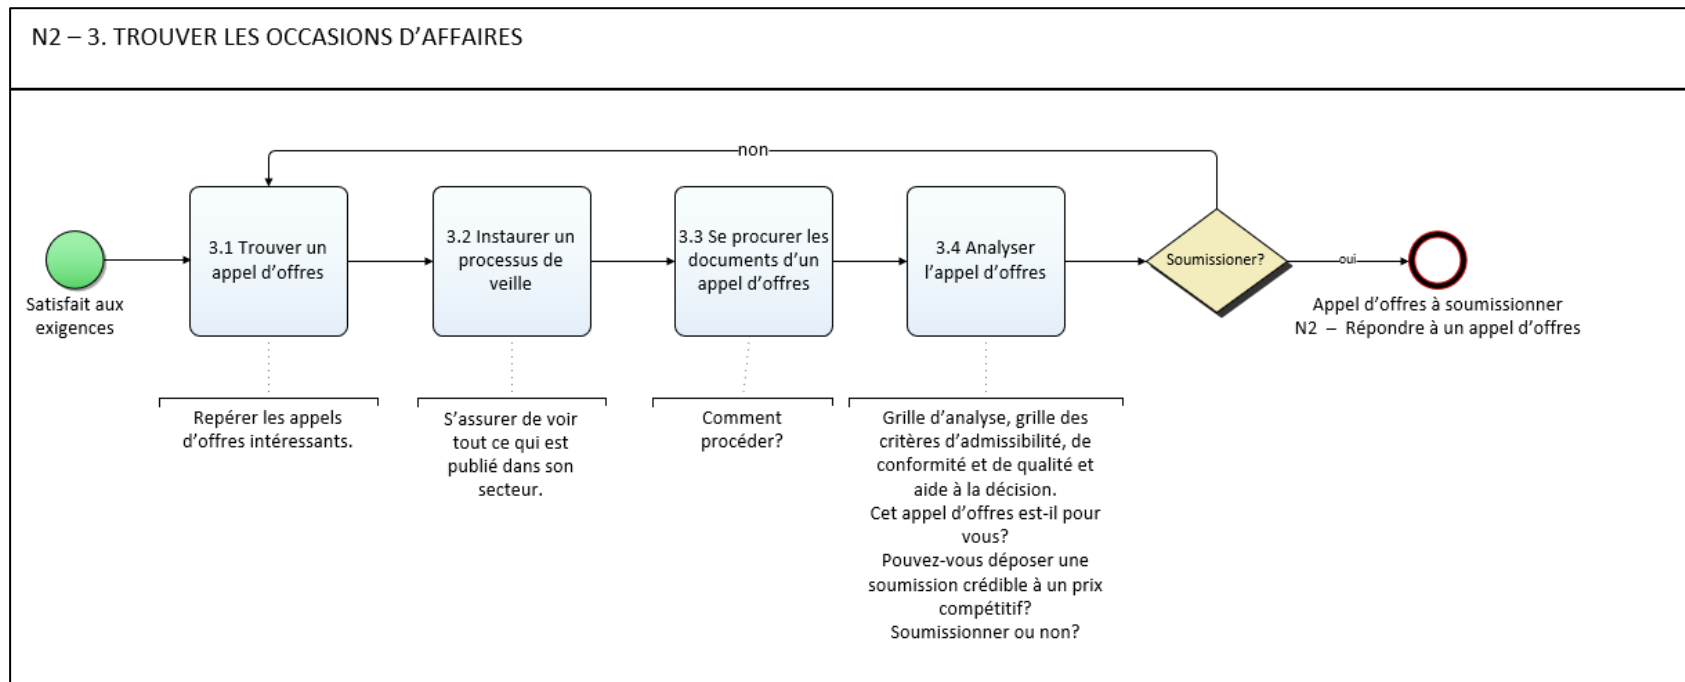 N2 – 3. TROUVER LES OCCASIONS D’AFFAIRES
non
Satisfait aux
exigences
3.1 Trouver un
appel d’offres
3.2 Instaurer un
processus de
veille
3.3 Se procurer les
documents d’un
appel d’offres
3.4 Analyser
l’appel d’offres
Soumissioner?
oui
Appel d’offres à soumissionner
N2 – Répondre à un appel d’offres
Repérer les appels
d’offres intéressants.
S’assurer de voir
tout ce qui est
publié dans son
secteur.
Comment
procéder?
Grille d’analyse, grille des
critères d’admissibilité, de
conformité et de qualité et
aide à la décision.
Cet appel d’offres est-il pour
vous?
Pouvez-vous déposer une
soumission crédible à un prix
compétitif?
Soumissionner ou non?